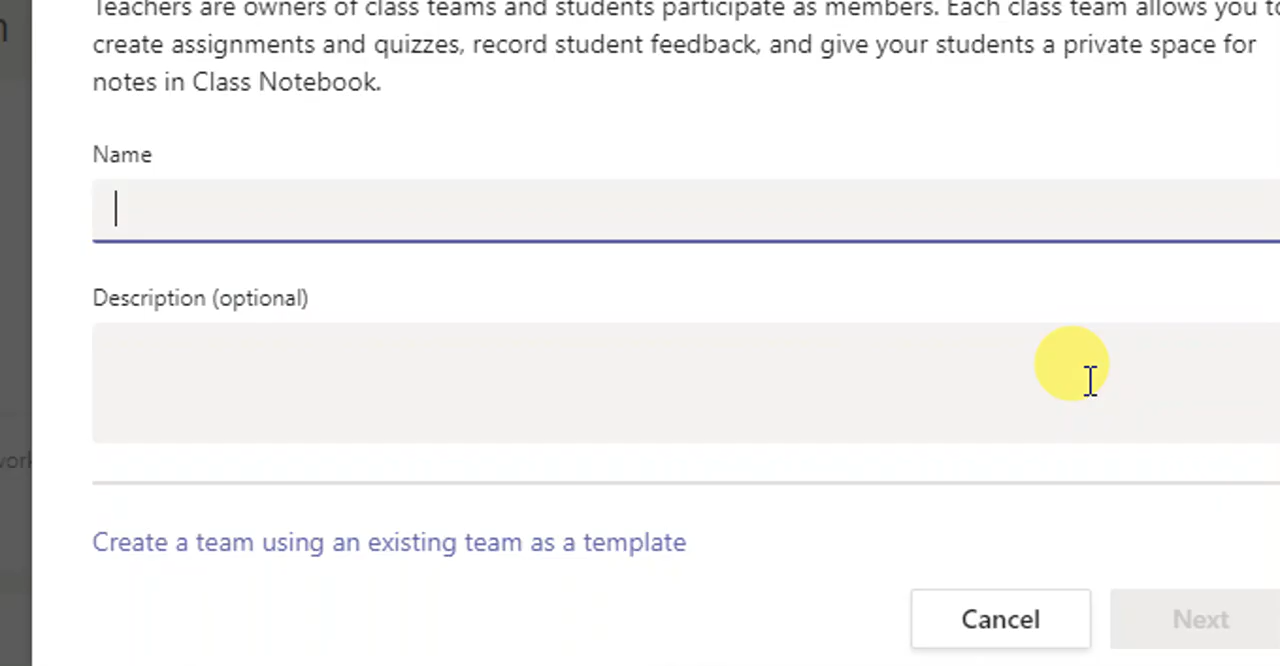 Teachers are owners of class teams and students participate as members. Each class team allows you to
create assignments and quizzes, record student feedback, and give your students a private space for
notes in Class Notebook.
Name
Description (optional)
Create a team using an existing team as a template
Cancel
Next